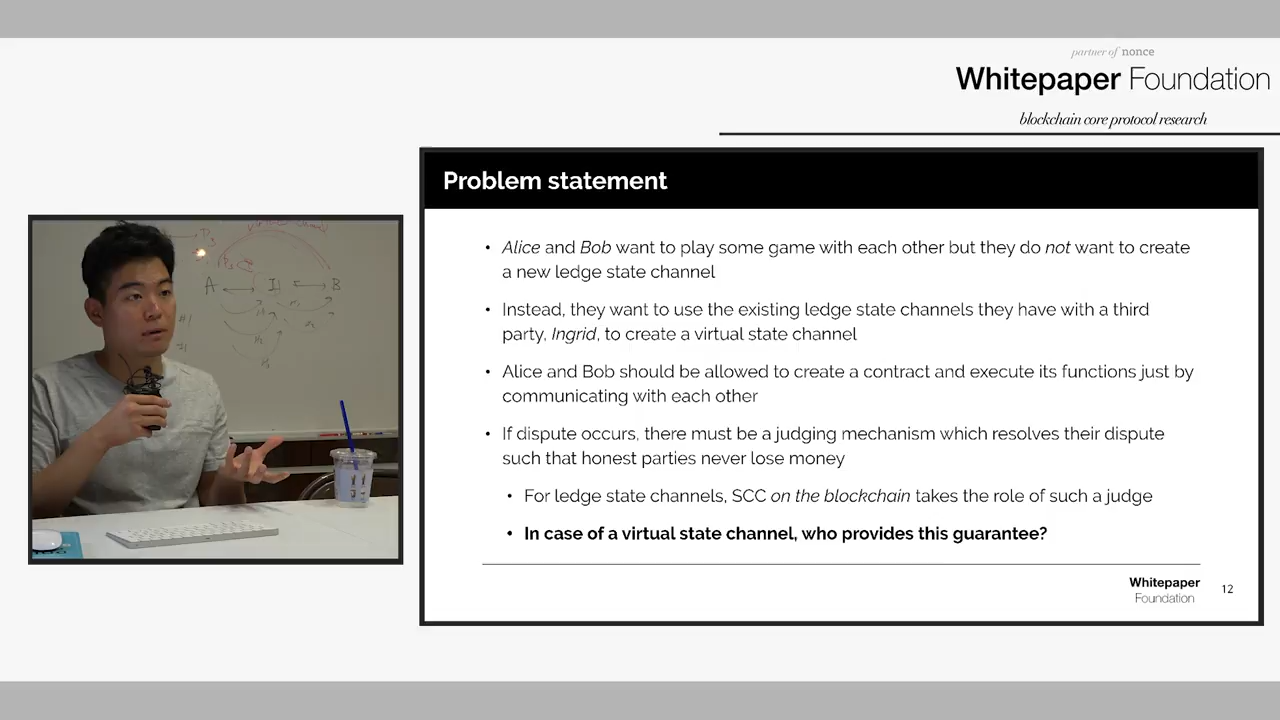 partner of nonce
Whitepaper Foundation
blockchain core protocol research
Problem statement
• Alice and Bob want to play some game with each other but they do not want to create
a new ledge state channel
• Instead, they want to use the existing ledge state channels they have with a third
party, Ingrid, to create a virtual state channel
• Alice and Bob should be allowed to create a contract and execute its functions just by
communicating with each other
• If dispute occurs, there must be a judging mechanism which resolves their dispute
such that honest parties never lose money
• For ledge state channels, SCC on the blockchain takes the role of such a judge
• In case of a virtual state channel, who provides this guarantee?
Whitepaper
Foundation
12
A I B
#1